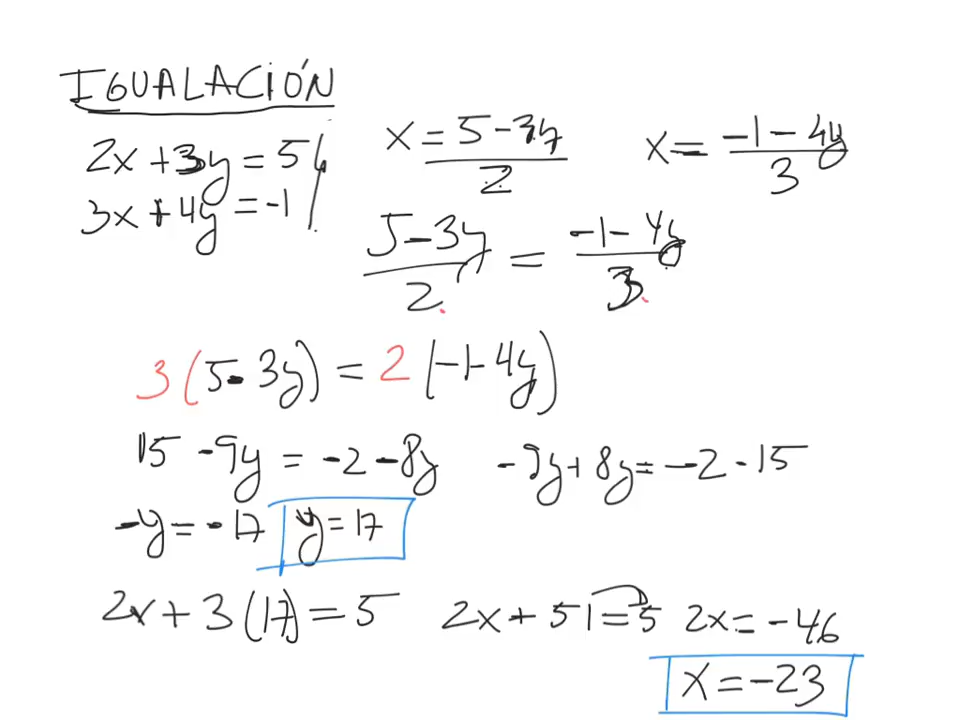 IGUALACIÓN
2x + 3y = 5
3x + 4y = -1
x = (5 - 3y)/2
x = (-1 - 4y)/3
(5 - 3y)/2 = (-1 - 4y)/3
3(5 - 3y) = 2(-1 - 4y)
15 - 9y = -2 - 8y
-9y + 8y = -2 - 15
-y = -17
y = 17
2x + 3(17) = 5
2x + 51 = 5
2x = -46
x = -23